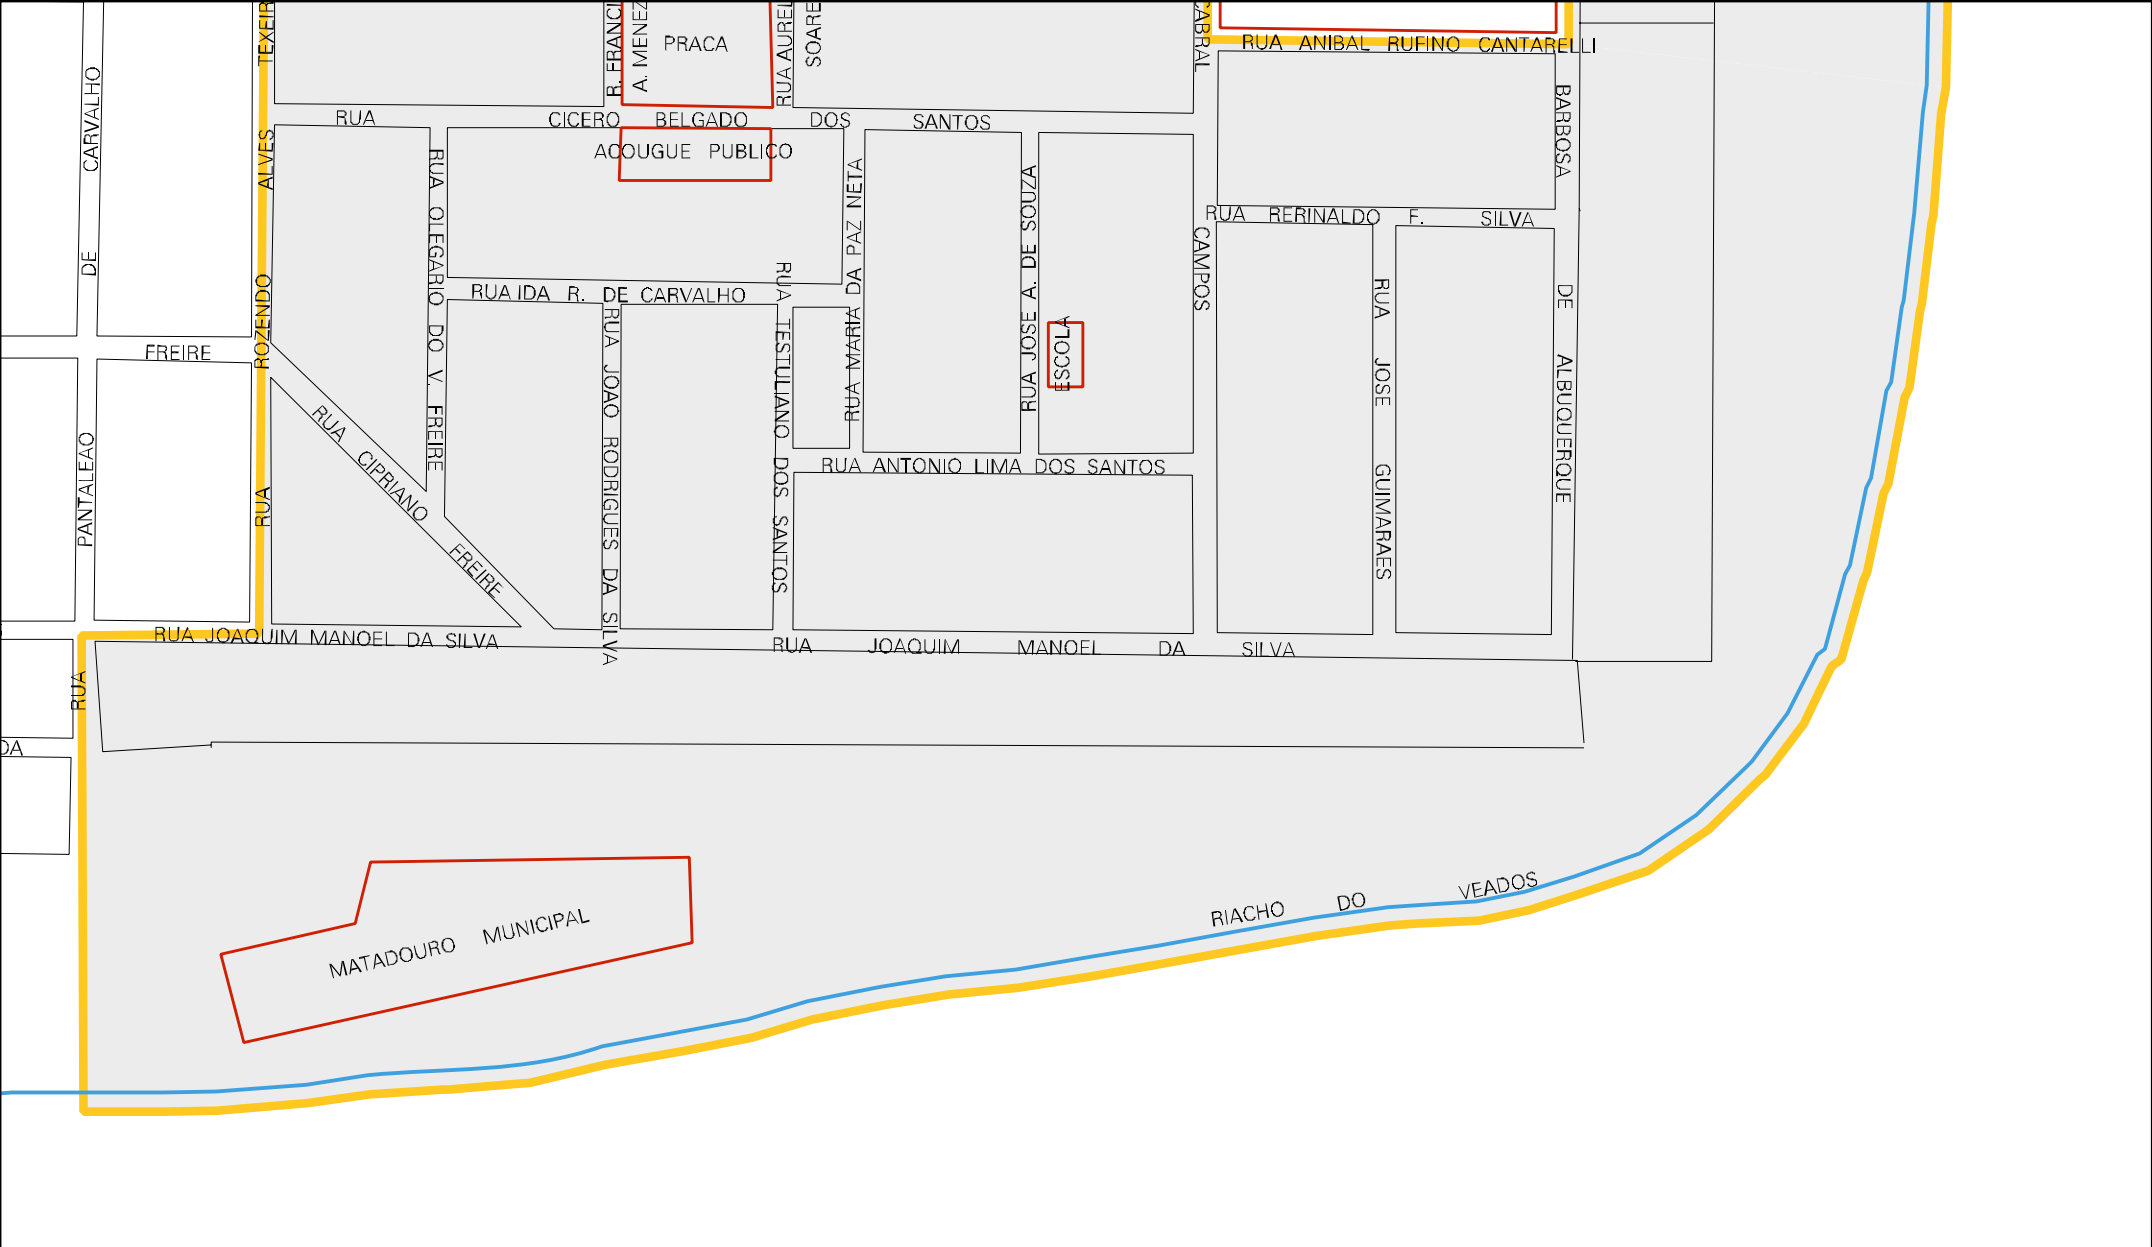 RUA ANIBAL RUFINO CANTARELLI
PRACA
A. MENEZ
R. FRANCI
RUA AUREL
SOARE
RUA CICERO BELGADO DOS SANTOS
ACOUGUE PUBLICO
RUA RERINALDO F. SILVA
RUA IDA R. DE CARVALHO
FREIRE
RUA ANTONIO LIMA DOS SANTOS
RUA JOAQUIM MANOEL DA SILVA
RUA JOAQUIM MANOEL DA SILVA
RUA PANTALEAO DE CARVALHO
RUA ROZENDO ALVES TEXEIR
RUA OLEGARIO DO V. FREIRE
RUA CIPRIANO FREIRE
RUA JOAO RODRIGUES DA SILVA
RUA TESTULIANO DOS SANTOS
RUA MARIA DA PAZ NETA
RUA JOSE A. DE SOUZA
ESCOLA
CABRAL CAMPOS
RUA JOSE GUIMARAES
BARBOSA DE ALBUQUERQUE
DA
MATADOURO MUNICIPAL
RIACHO DO VEADOS